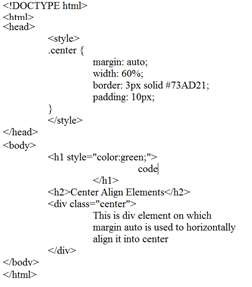 <!DOCTYPE html>
<html>
<head>
<style>
.center {
margin: auto;
width: 60%;
border: 3px solid #73AD21;
padding: 10px;
}
</style>
</head>
<body>
<h1 style="color:green;">
code
</h1>
<h2>Center Align Elements</h2>
<div class="center">
This is div element on which
margin auto is used to horizontally
align it into center
</div>
</body>
</html>